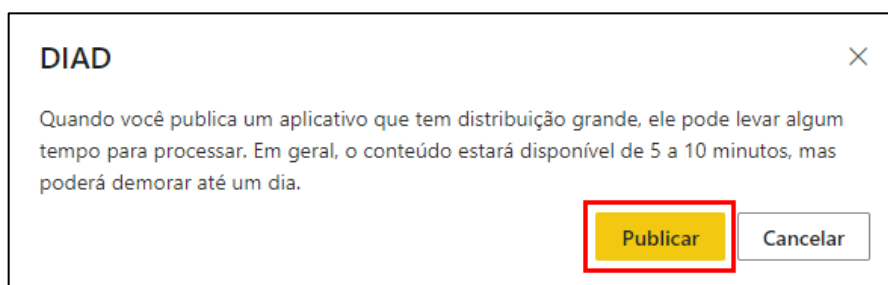 DIAD
Quando você publica um aplicativo que tem distribuição grande, ele pode levar algum
tempo para processar. Em geral, o conteúdo estará disponível de 5 a 10 minutos, mas
poderá demorar até um dia.
Publicar Cancelar